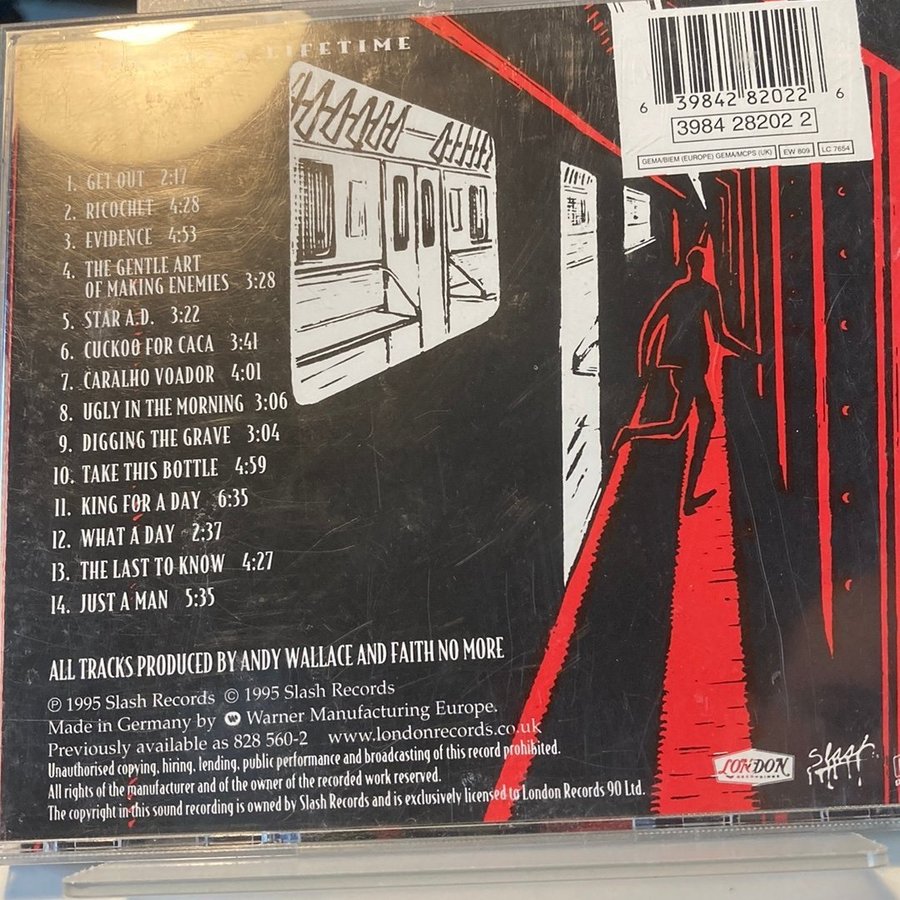 A LIFETIME
6 39842 82022 6
3984 28202 2
GEMA/BIEM (EUROPE) GEMA/MCPS (UK) EW 809 LC 7654
1. GET OUT 2:17
2. RICOCHET 4:28
3. EVIDENCE 4:53
4. THE GENTLE ART
OF MAKING ENEMIES 3:28
5. STAR A.D. 3:22
6. CUCKOO FOR CACA 3:41
7. CARALHO VOADOR 4:01
8. UGLY IN THE MORNING 3:06
9. DIGGING THE GRAVE 3:04
10. TAKE THIS BOTTLE 4:59
11. KING FOR A DAY 6:35
12. WHAT A DAY 2:37
13. THE LAST TO KNOW 4:27
14. JUST A MAN 5:35
ALL TRACKS PRODUCED BY ANDY WALLACE AND FAITH NO MORE
℗ 1995 Slash Records © 1995 Slash Records
Made in Germany by Warner Manufacturing Europe.
Previously available as 828 560-2 www.londonrecords.co.uk
Unauthorised copying, hiring, lending, public performance and broadcasting of this record prohibited.
All rights of the manufacturer and of the owner of the recorded work reserved.
The copyright in this sound recording is owned by Slash Records and is exclusively licensed to London Records 90 Ltd.
LONDON
RECORDINGS
Slash